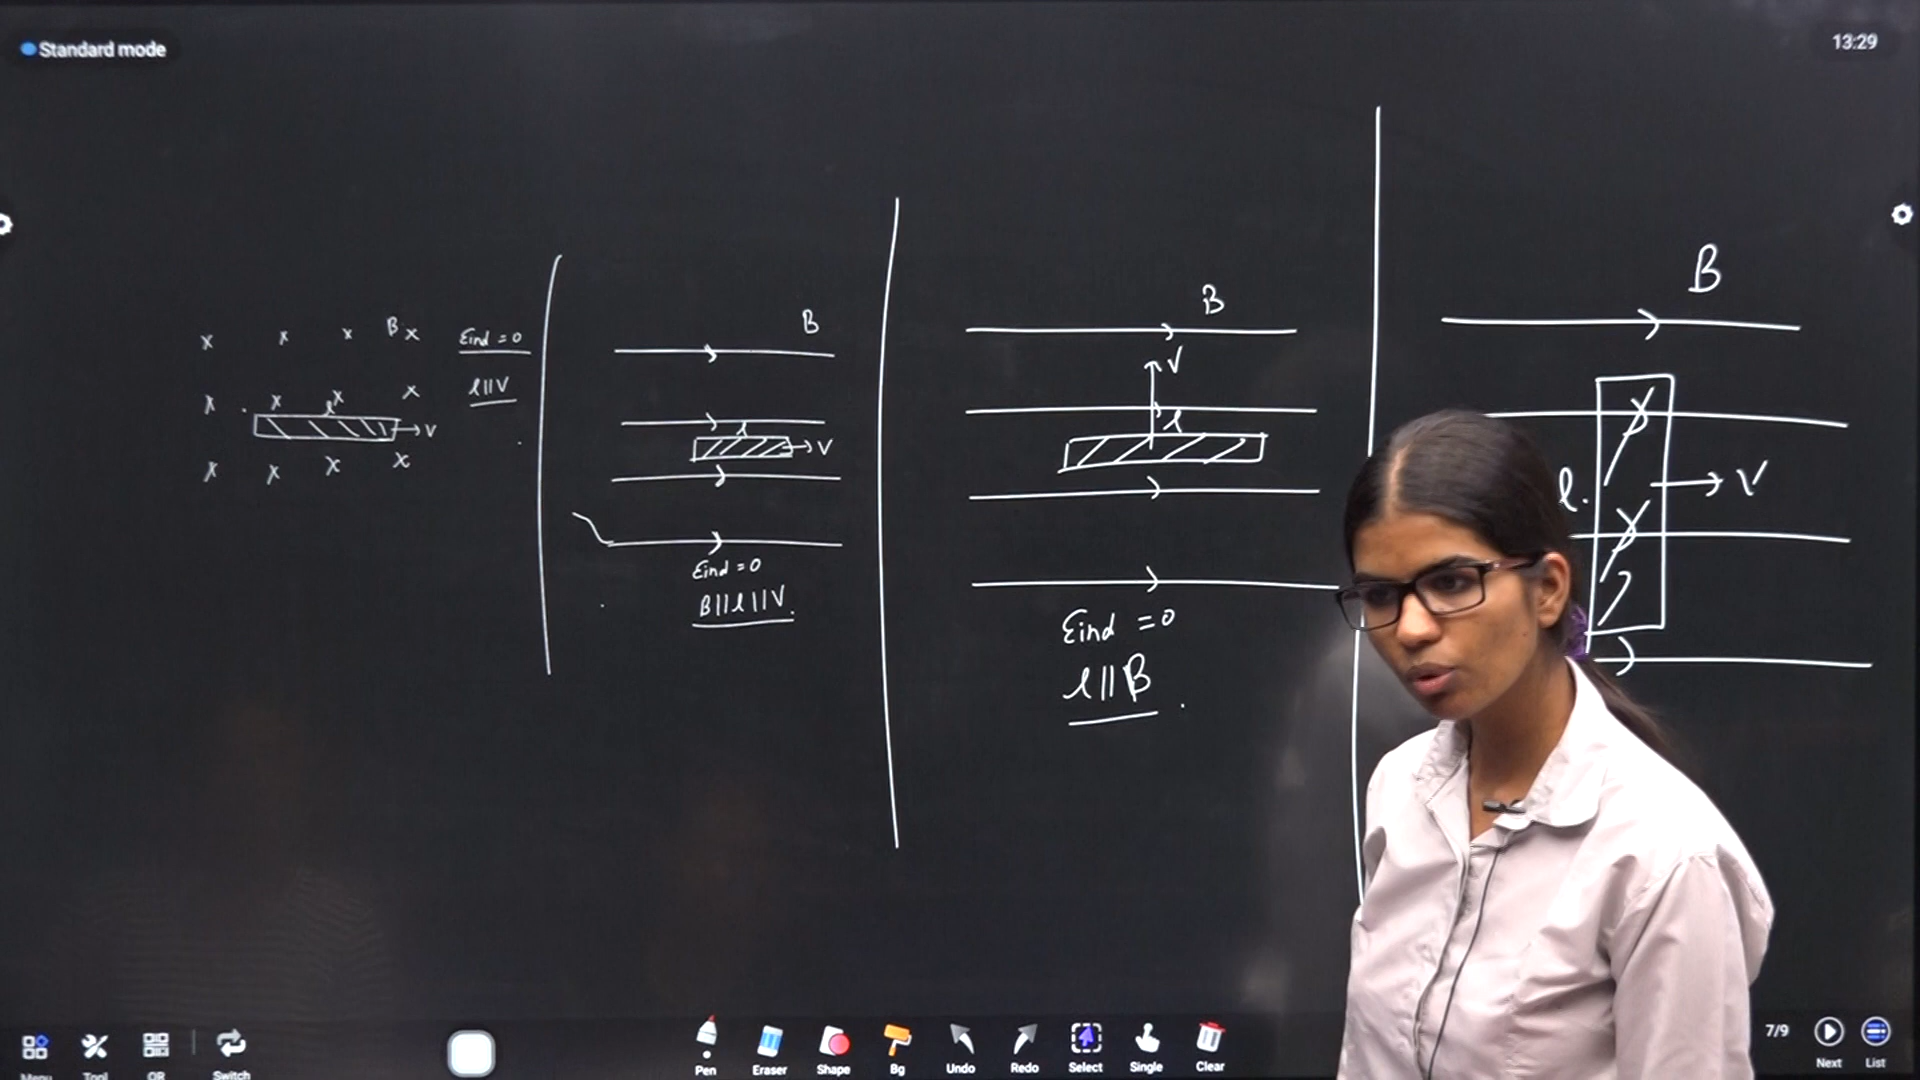 Standard mode
13:29
x x x B x
Eind = 0
x x l x x
l || V
V
x x x x
B
l
V
Eind = 0
B || l || V.
B
V
l
Eind = 0
l || B
B
l.
V
Menu
Tool
QR
Switch
Pen
Eraser
Shape
Bg
Undo
Redo
Select
Single
Clear
7/9
Next
List